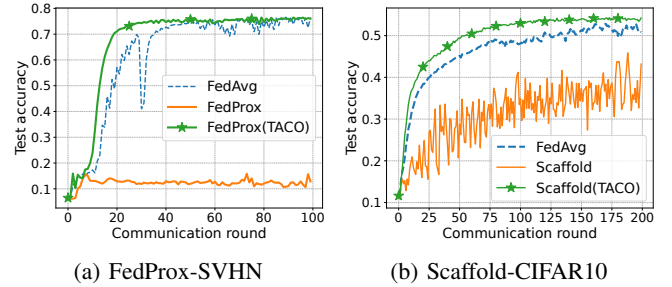 0.8
0.7
0.6
0.5
0.4
0.3
0.2
0.1
Test accuracy
FedAvg
FedProx
FedProx(TACO)
0 20 40 60 80 100
Communication round
(a) FedProx-SVHN
0.5
0.4
0.3
0.2
0.1
Test accuracy
FedAvg
Scaffold
Scaffold(TACO)
0 25 50 75 100 125 150 175 200
Communication round
(b) Scaffold-CIFAR10